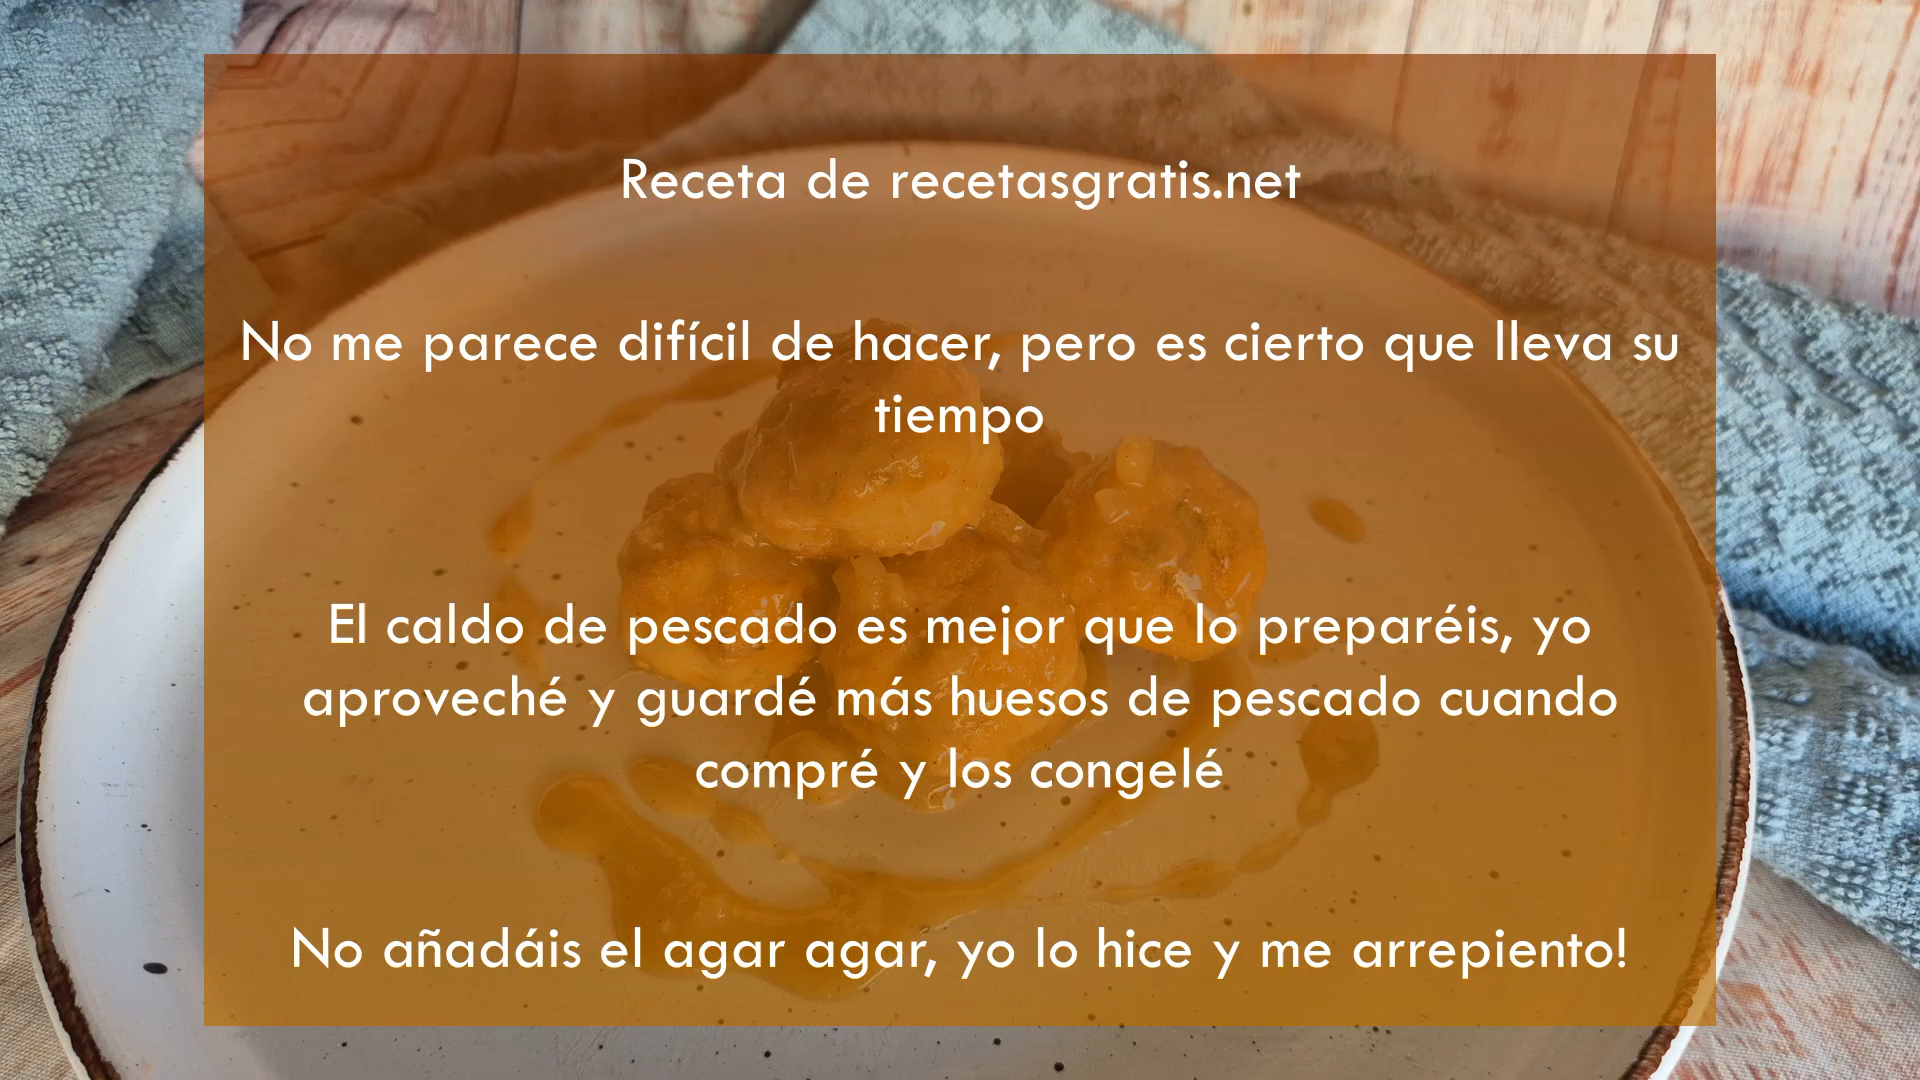 Receta de recetasgratis.net
No me parece difícil de hacer, pero es cierto que lleva su
tiempo
El caldo de pescado es mejor que lo preparéis, yo
aproveché y guardé más huesos de pescado cuando
compré y los congelé
No añadáis el agar agar, yo lo hice y me arrepiento!